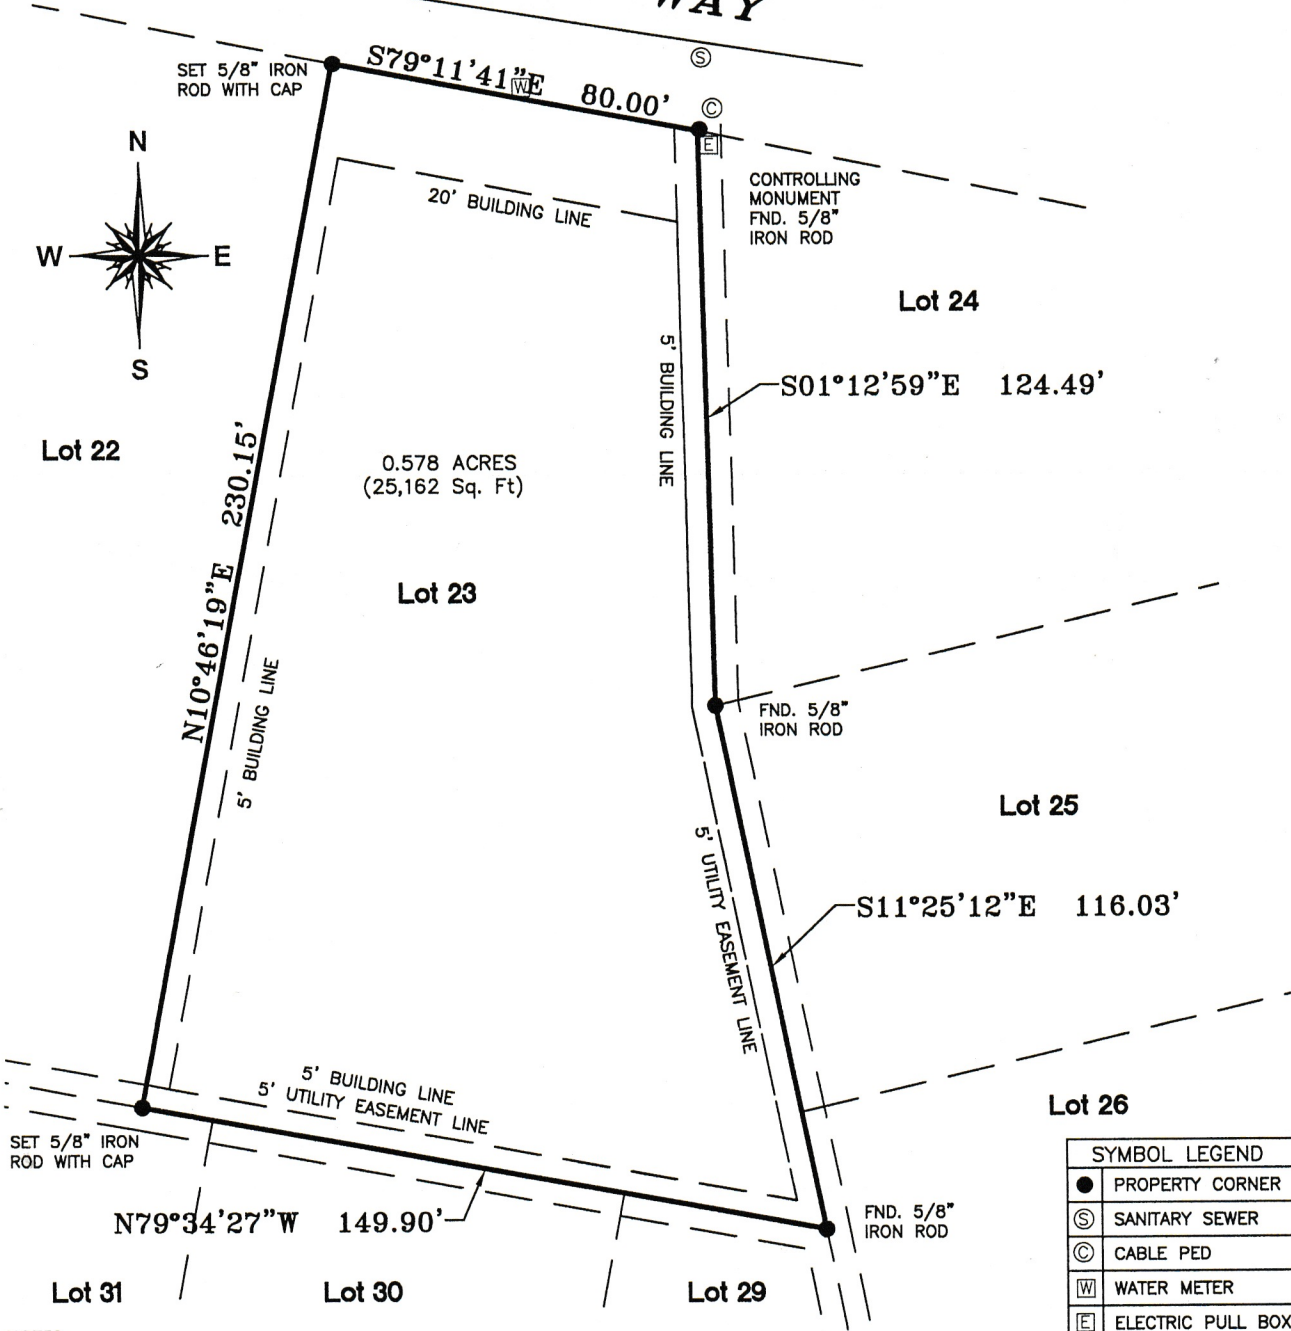 WAY
S79°11'41"E 80.00'
SET 5/8" IRON
ROD WITH CAP
S
W
C
E
N
W E
S
20' BUILDING LINE
CONTROLLING
MONUMENT
FND. 5/8"
IRON ROD
Lot 24
5' BUILDING LINE
S01°12'59"E 124.49'
Lot 22
N10°46'19"E 230.15'
0.578 ACRES
(25,162 Sq. Ft)
Lot 23
5' BUILDING LINE
FND. 5/8"
IRON ROD
Lot 25
5' UTILITY EASEMENT LINE
S11°25'12"E 116.03'
5' BUILDING LINE
5' UTILITY EASEMENT LINE
Lot 26
SET 5/8" IRON
ROD WITH CAP
N79°34'27"W 149.90'
FND. 5/8"
IRON ROD
Lot 31
Lot 30
Lot 29
SYMBOL LEGEND
PROPERTY CORNER
S SANITARY SEWER
C CABLE PED
W WATER METER
E ELECTRIC PULL BOX